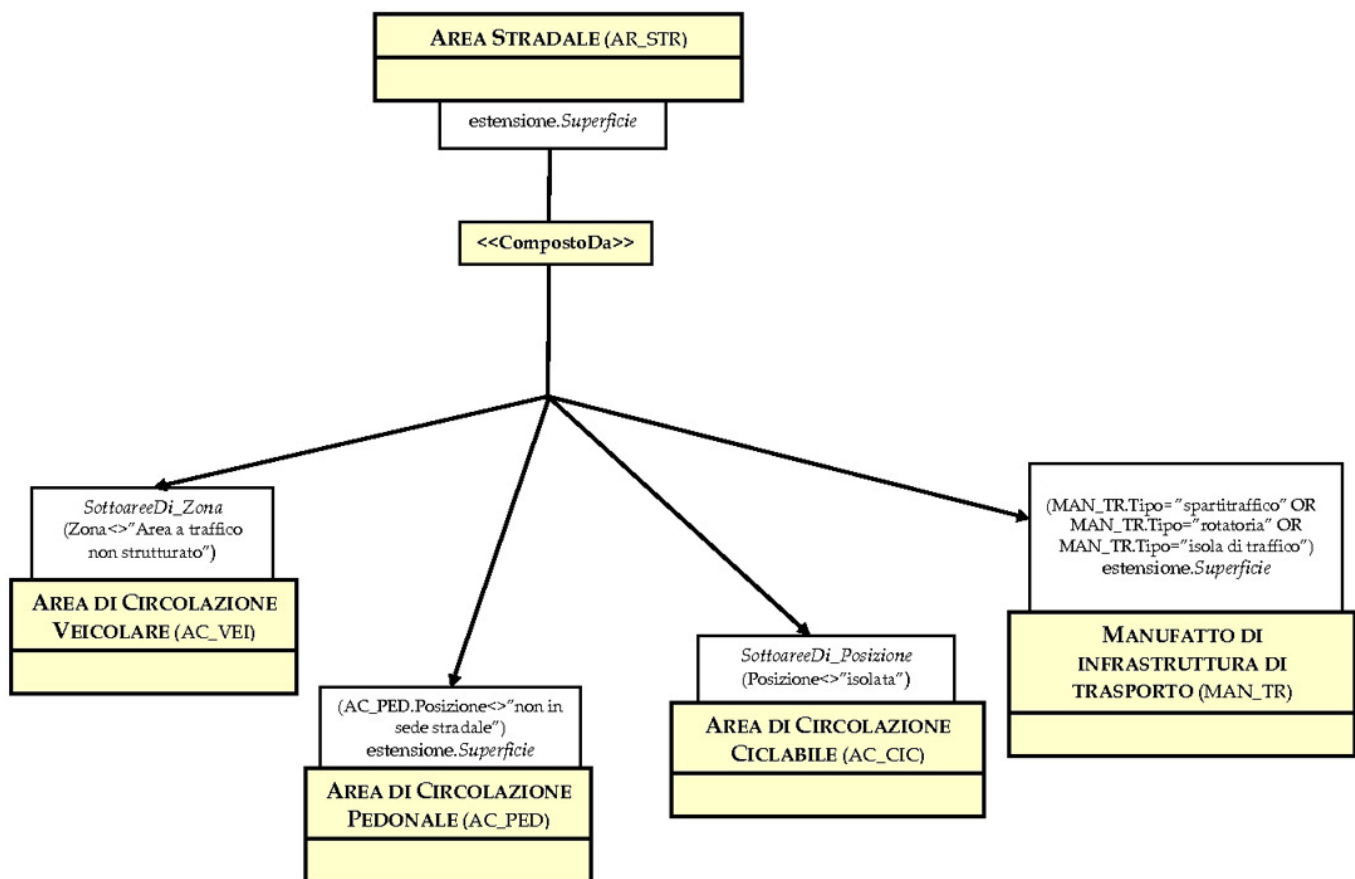 AREA STRADALE (AR_STR)
estensione.Superficie
<<CompostoDa>>
SottoareeDi_Zona
(Zona<>"Area a traffico
non strutturato")
AREA DI CIRCOLAZIONE
VEICOLARE (AC_VEI)
(AC_PED.Posizione<>"non in
sede stradale")
estensione.Superficie
AREA DI CIRCOLAZIONE
PEDONALE (AC_PED)
SottoareeDi_Posizione
(Posizione<>"isolata")
AREA DI CIRCOLAZIONE
CICLABILE (AC_CIC)
(MAN_TR.Tipo="spartitraffico" OR
MAN_TR.Tipo="rotatoria" OR
MAN_TR.Tipo="isola di traffico")
estensione.Superficie
MANUFATTO DI
INFRASTRUTTURA DI
TRASPORTO (MAN_TR)